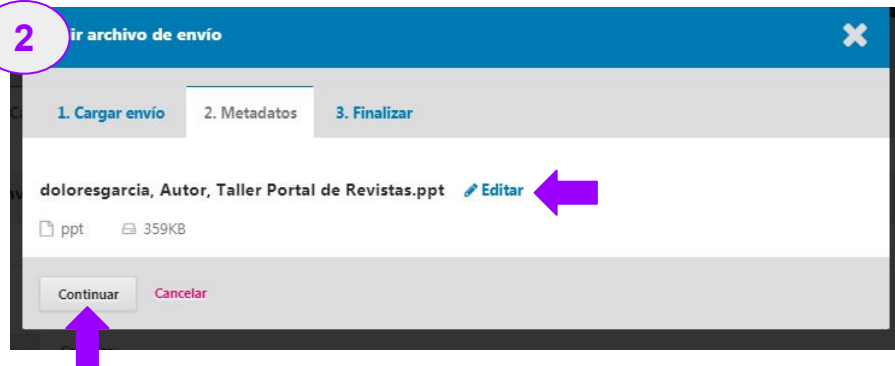 2
ir archivo de envío
1. Cargar envío 2. Metadatos 3. Finalizar
doloresgarcia, Autor, Taller Portal de Revistas.ppt Editar
ppt 359KB
Continuar Cancelar